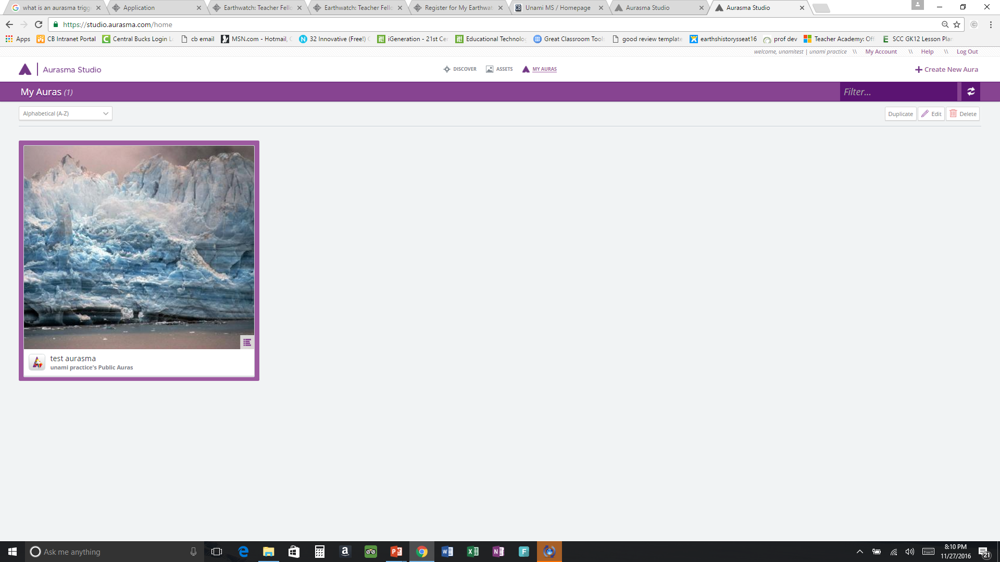 what is an aurasma trigg
Application
Earthwatch: Teacher Fello
Earthwatch: Teacher Fello
Register for My Earthwat
Unami MS / Homepage
Aurasma Studio
Aurasma Studio
https://studio.aurasma.com/home
Apps
CB Intranet Portal
Central Bucks Login L
cb email
MSN.com - Hotmail,
32 Innovative (Free!)
iGeneration - 21st Cen
Educational Technolog
Great Classroom Tools
good review template
earthshistorysseat16
prof dev
Teacher Academy: Off
SCC GK12 Lesson Plan
welcome, unamitest | unami practice \\ My Account \\ Help \\ Log Out
Aurasma Studio
DISCOVER
ASSETS
MY AURAS
Create New Aura
My Auras (1)
Filter...
Alphabetical (A-Z)
Duplicate
Edit
Delete
test aurasma
unami practice's Public Auras
Ask me anything
8:10 PM
11/27/2016
21